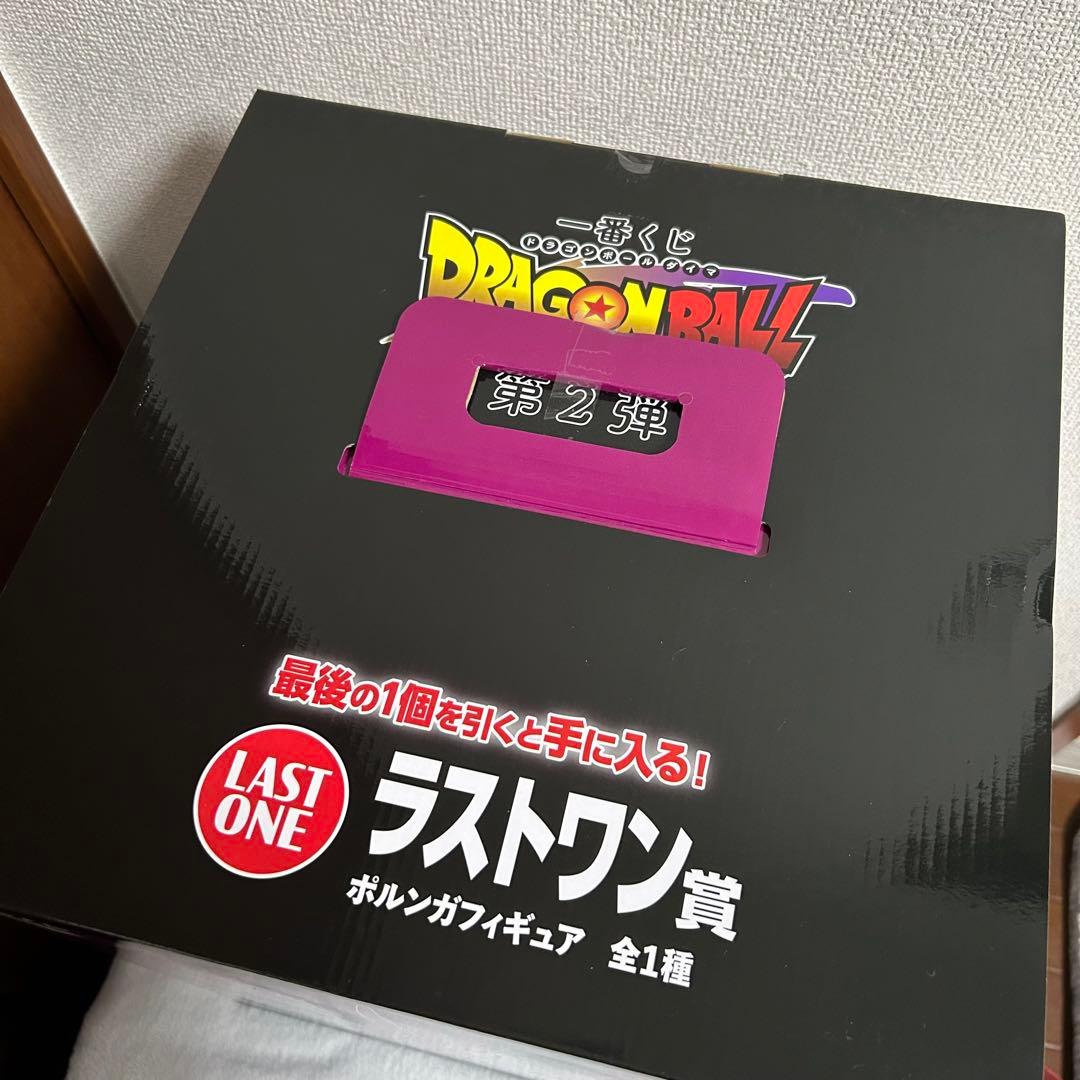 一番くじ
ドラゴンボールダイマ
DRAGON BALL
第2弾
最後の1個を引くと手に入る!
LAST
ONE
ラストワン賞
ポルンガフィギュア 全1種